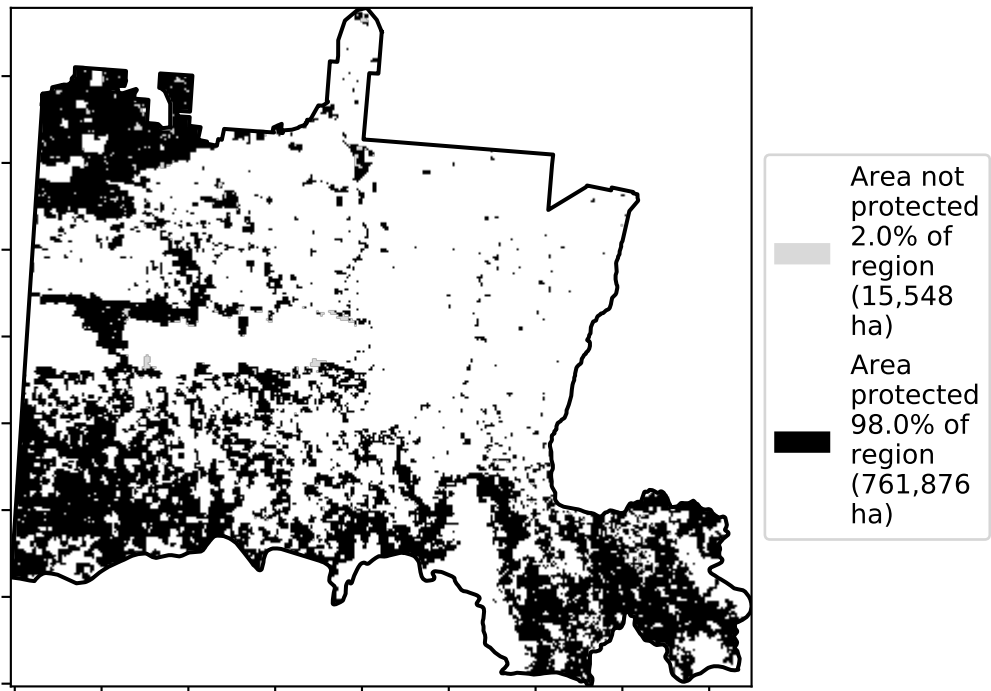 Area not
protected
2.0% of
region
(15,548
ha)
Area
protected
98.0% of
region
(761,876
ha)